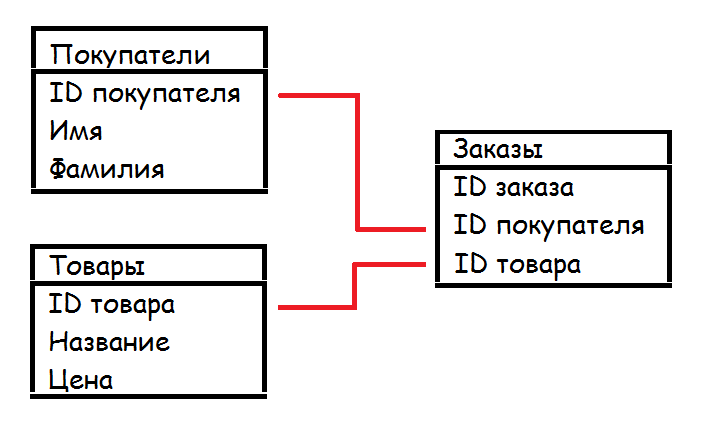 Покупатели
ID покупателя
Имя
Фамилия
Товары
ID товара
Название
Цена
Заказы
ID заказа
ID покупателя
ID товара